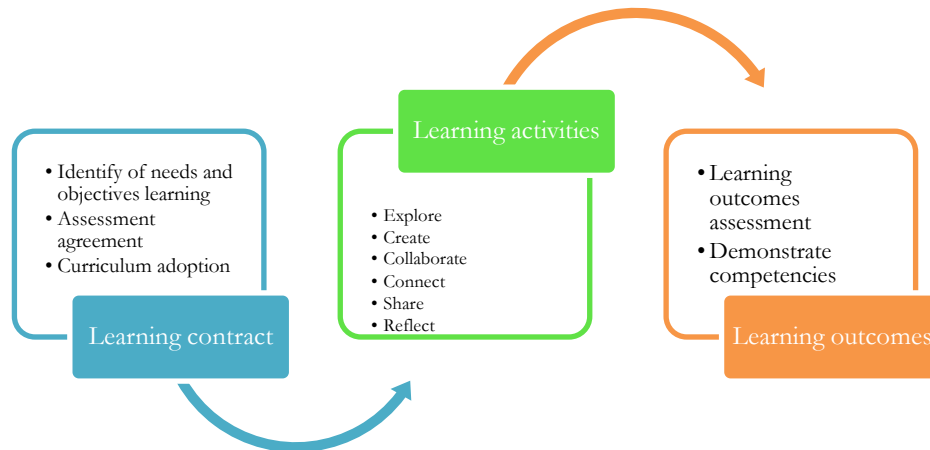 • Identify of needs and
objectives learning
• Assessment
agreement
• Curriculum adoption
Learning contract
Learning activities
• Explore
• Create
• Collaborate
• Connect
• Share
• Reflect
• Learning
outcomes
assessment
• Demonstrate
competencies
Learning outcomes